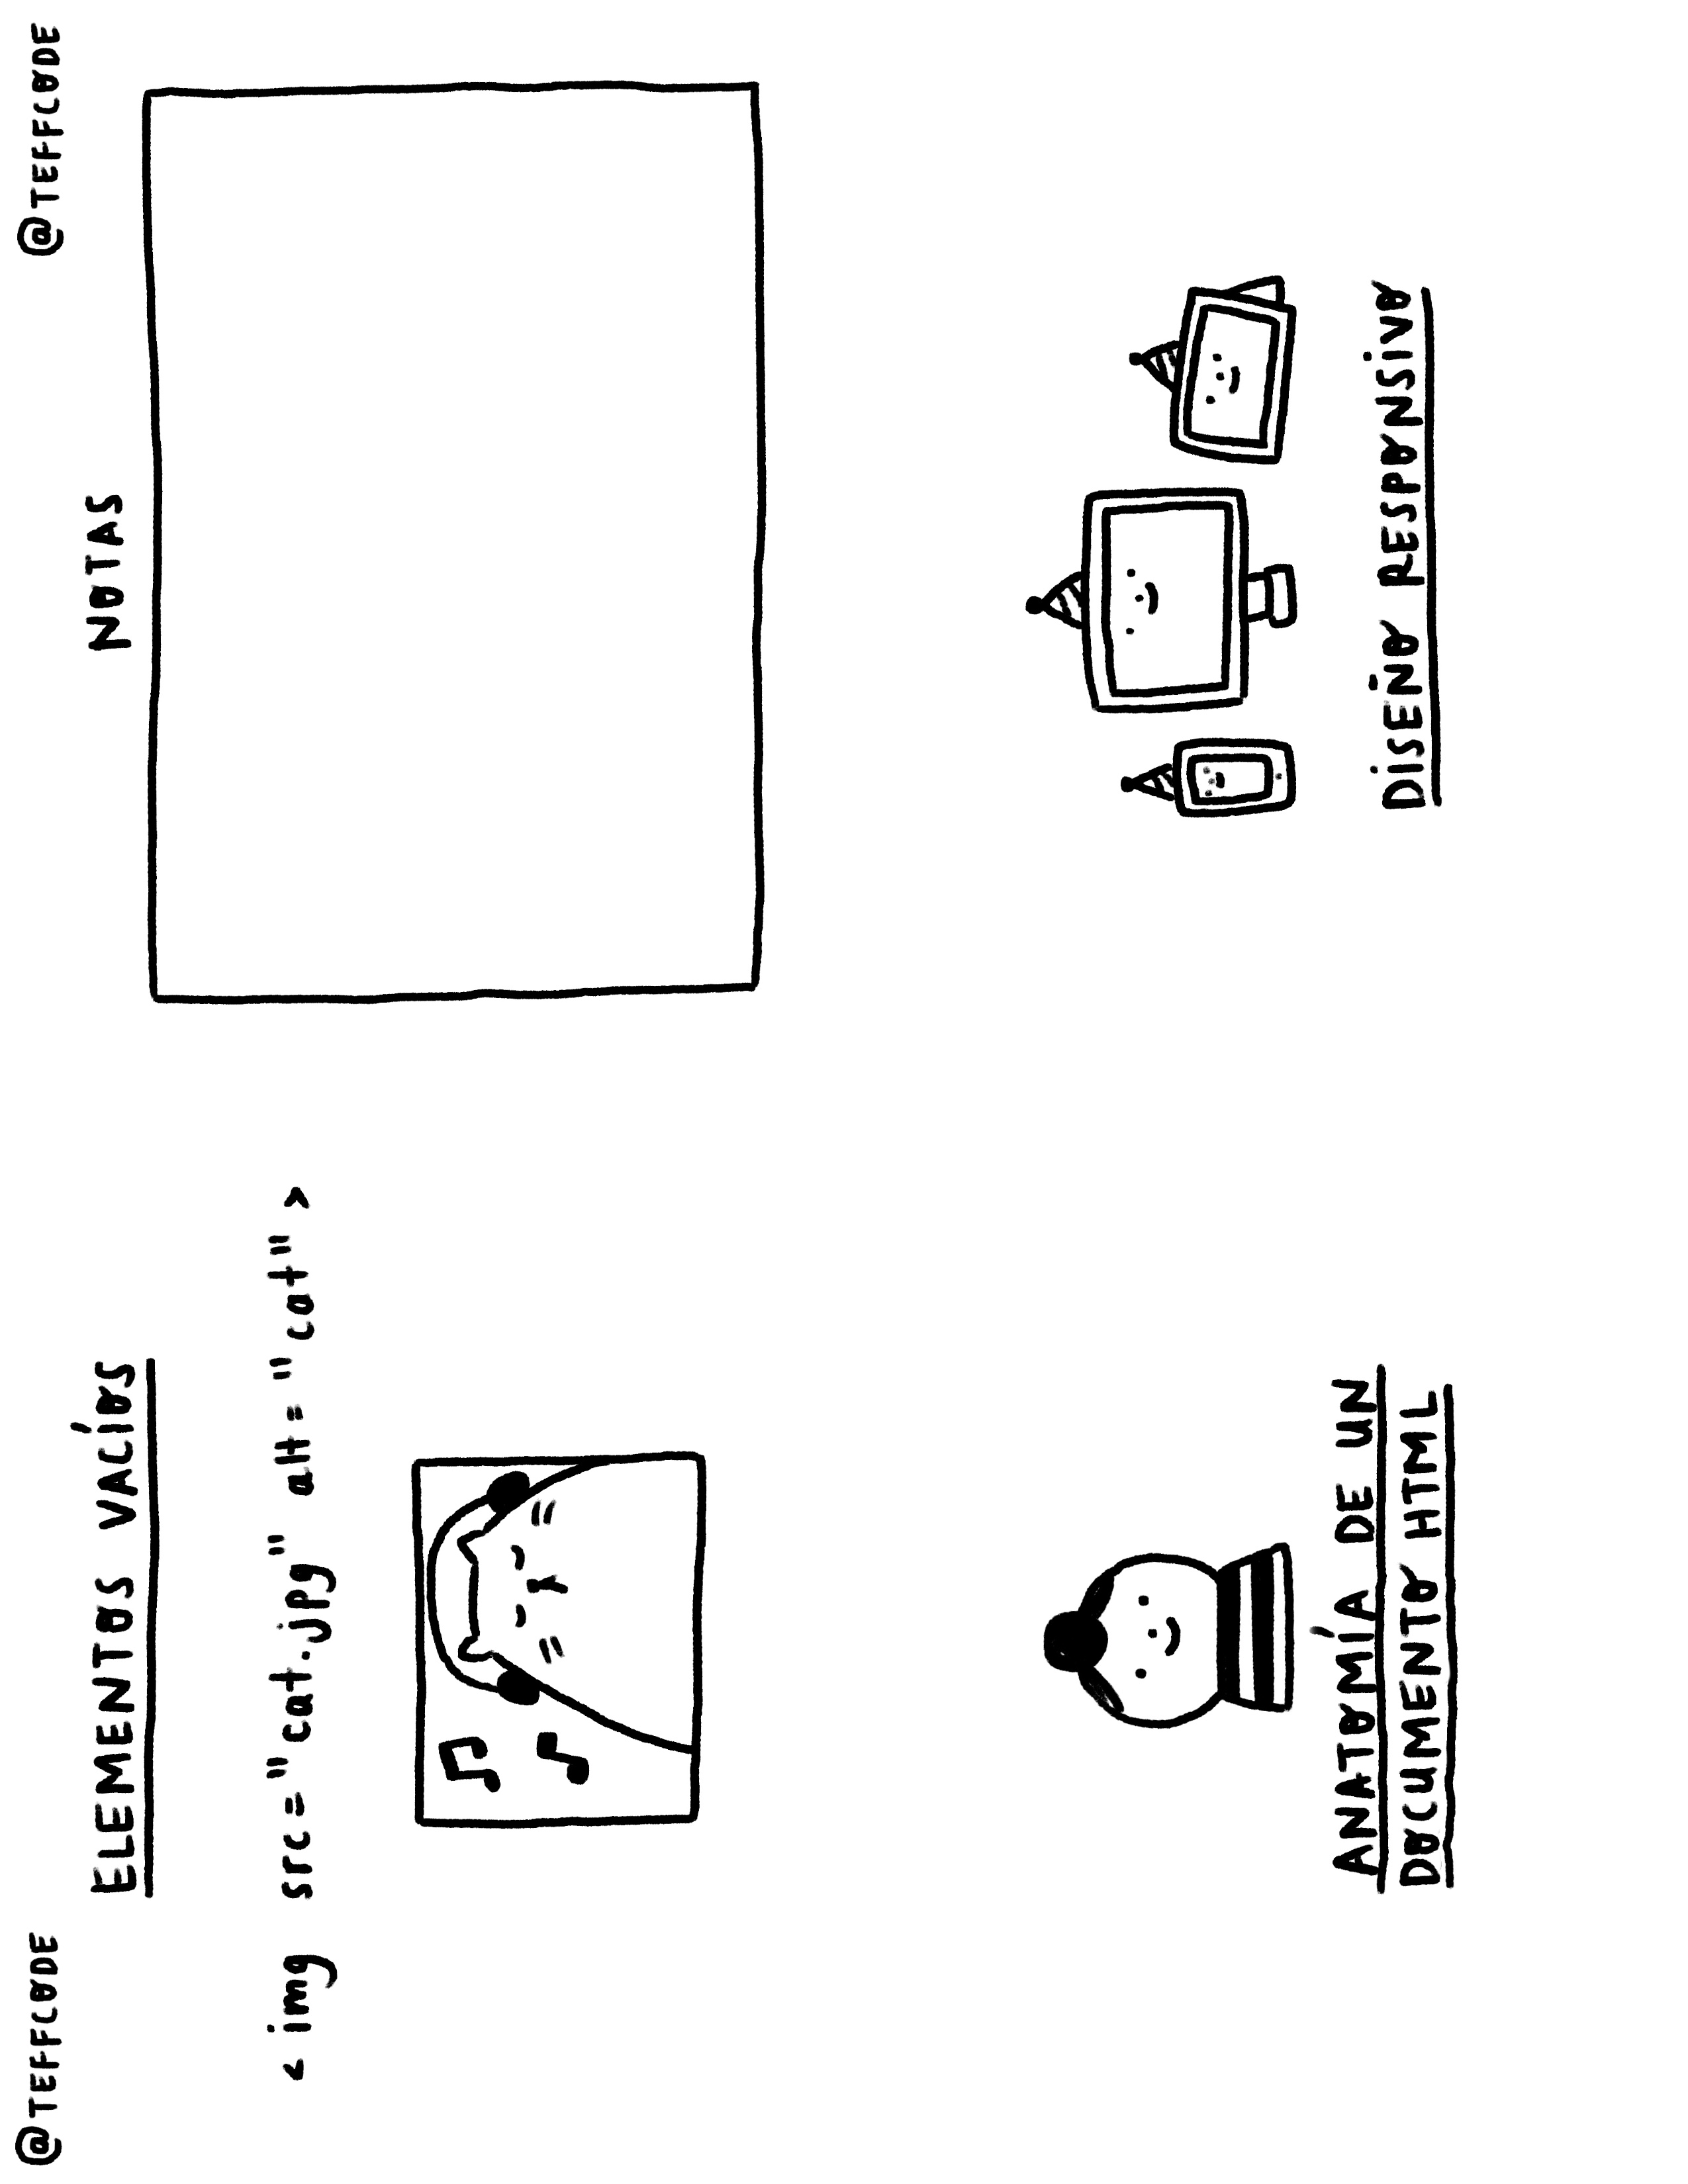 @TEFFCODE
@TEFFCODE
ELEMENTOS VACÍOS
NOTAS
<img src="cat.jpg" alt="cat">
ANATOMÍA DE UN
DOCUMENTO HTML
DISEÑO RESPONSIVO